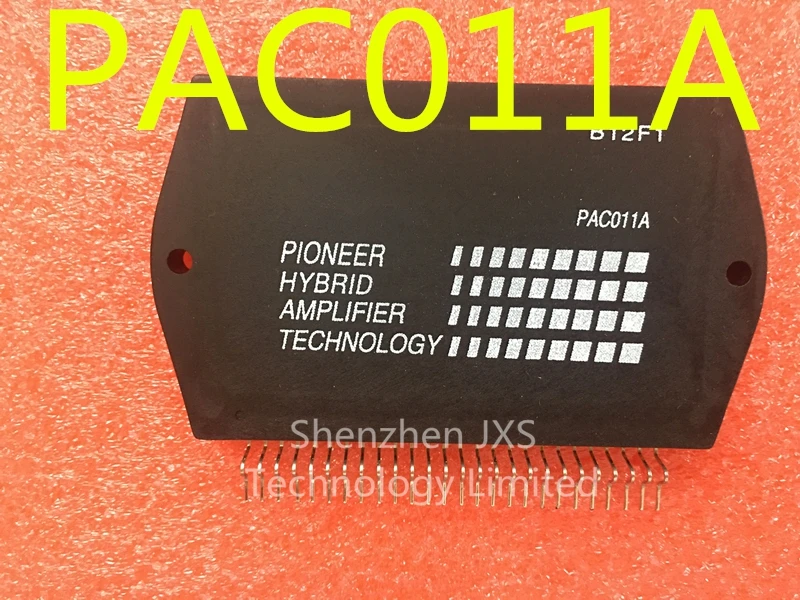 PAC011A
B12F1
PAC011A
PIONEER
HYBRID
AMPLIFIER
TECHNOLOGY
Shenzhen JXS
Technology Limited